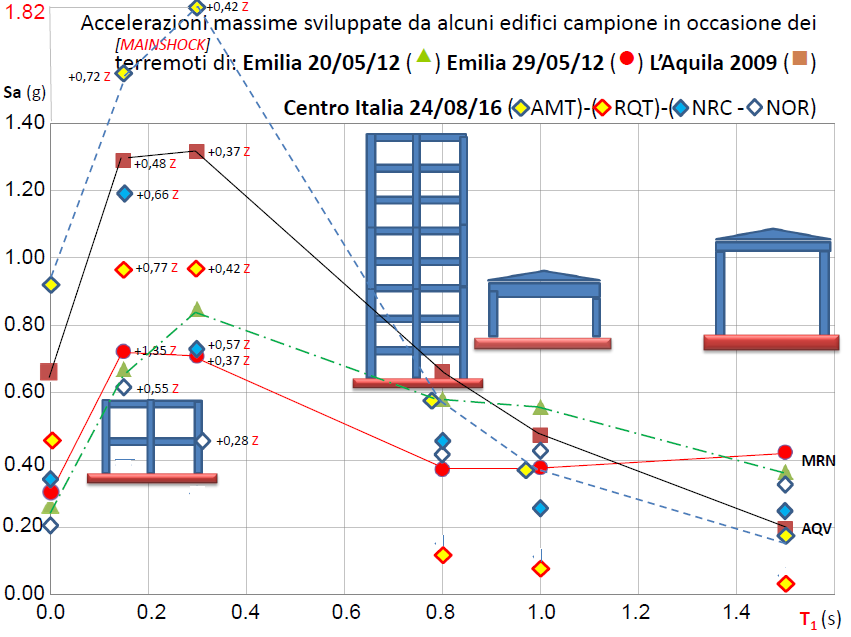 1.82
Accelerazioni massime sviluppate da alcuni edifici campione in occasione dei
[MAINSHOCK]
terremoti di: Emilia 20/05/12 ( ) Emilia 29/05/12 ( ) L'Aquila 2009 ( )
Centro Italia 24/08/16 ( AMT)-( RQT)-( NRC - NOR)
Sa (g)
+0,42 Z
+0,72 Z
1.40
+0,37 Z
+0,48 Z
1.20
+0,66 Z
1.00
+0,77 Z
+0,42 Z
0.80
+0,57 Z
+1,35 Z
+0,37 Z
0.60
+0,55 Z
+0,28 Z
0.40
MRN
0.20
AQV
0.00
0.0 0.2 0.4 0.6 0.8 1.0 1.2 1.4 T1 (s)